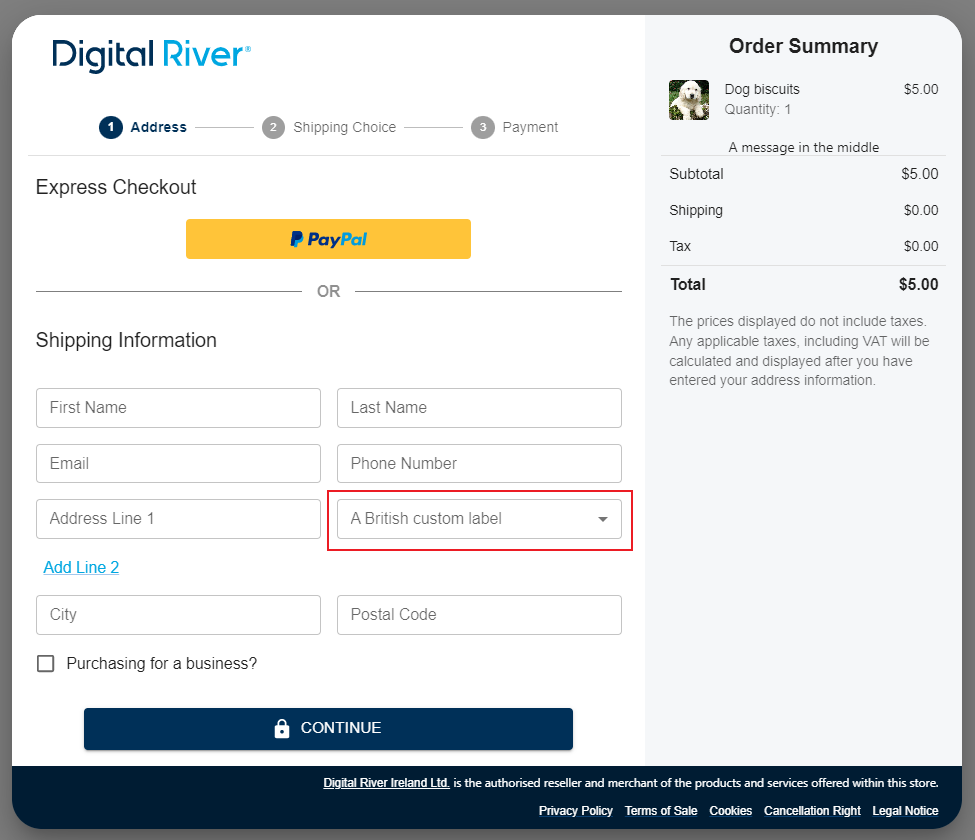 Digital River®
1 Address 2 Shipping Choice 3 Payment
Express Checkout
PayPal
OR
Shipping Information
First Name
Last Name
Email
Phone Number
Address Line 1
A British custom label
Add Line 2
City
Postal Code
Purchasing for a business?
CONTINUE
Order Summary
Dog biscuits $5.00
Quantity: 1
A message in the middle
Subtotal $5.00
Shipping $0.00
Tax $0.00
Total $5.00
The prices displayed do not include taxes.
Any applicable taxes, including VAT will be
calculated and displayed after you have
entered your address information.
Digital River Ireland Ltd. is the authorised reseller and merchant of the products and services offered within this store.
Privacy Policy Terms of Sale Cookies Cancellation Right Legal Notice